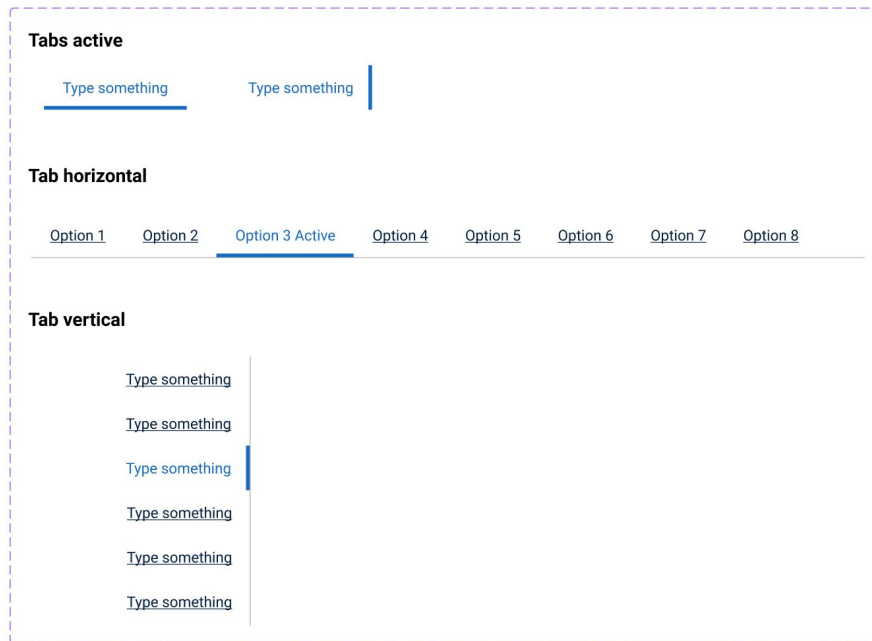 Tabs active
Type something Type something
Tab horizontal
Option 1 Option 2 Option 3 Active Option 4 Option 5 Option 6 Option 7 Option 8
Tab vertical
Type something
Type something
Type something
Type something
Type something
Type something